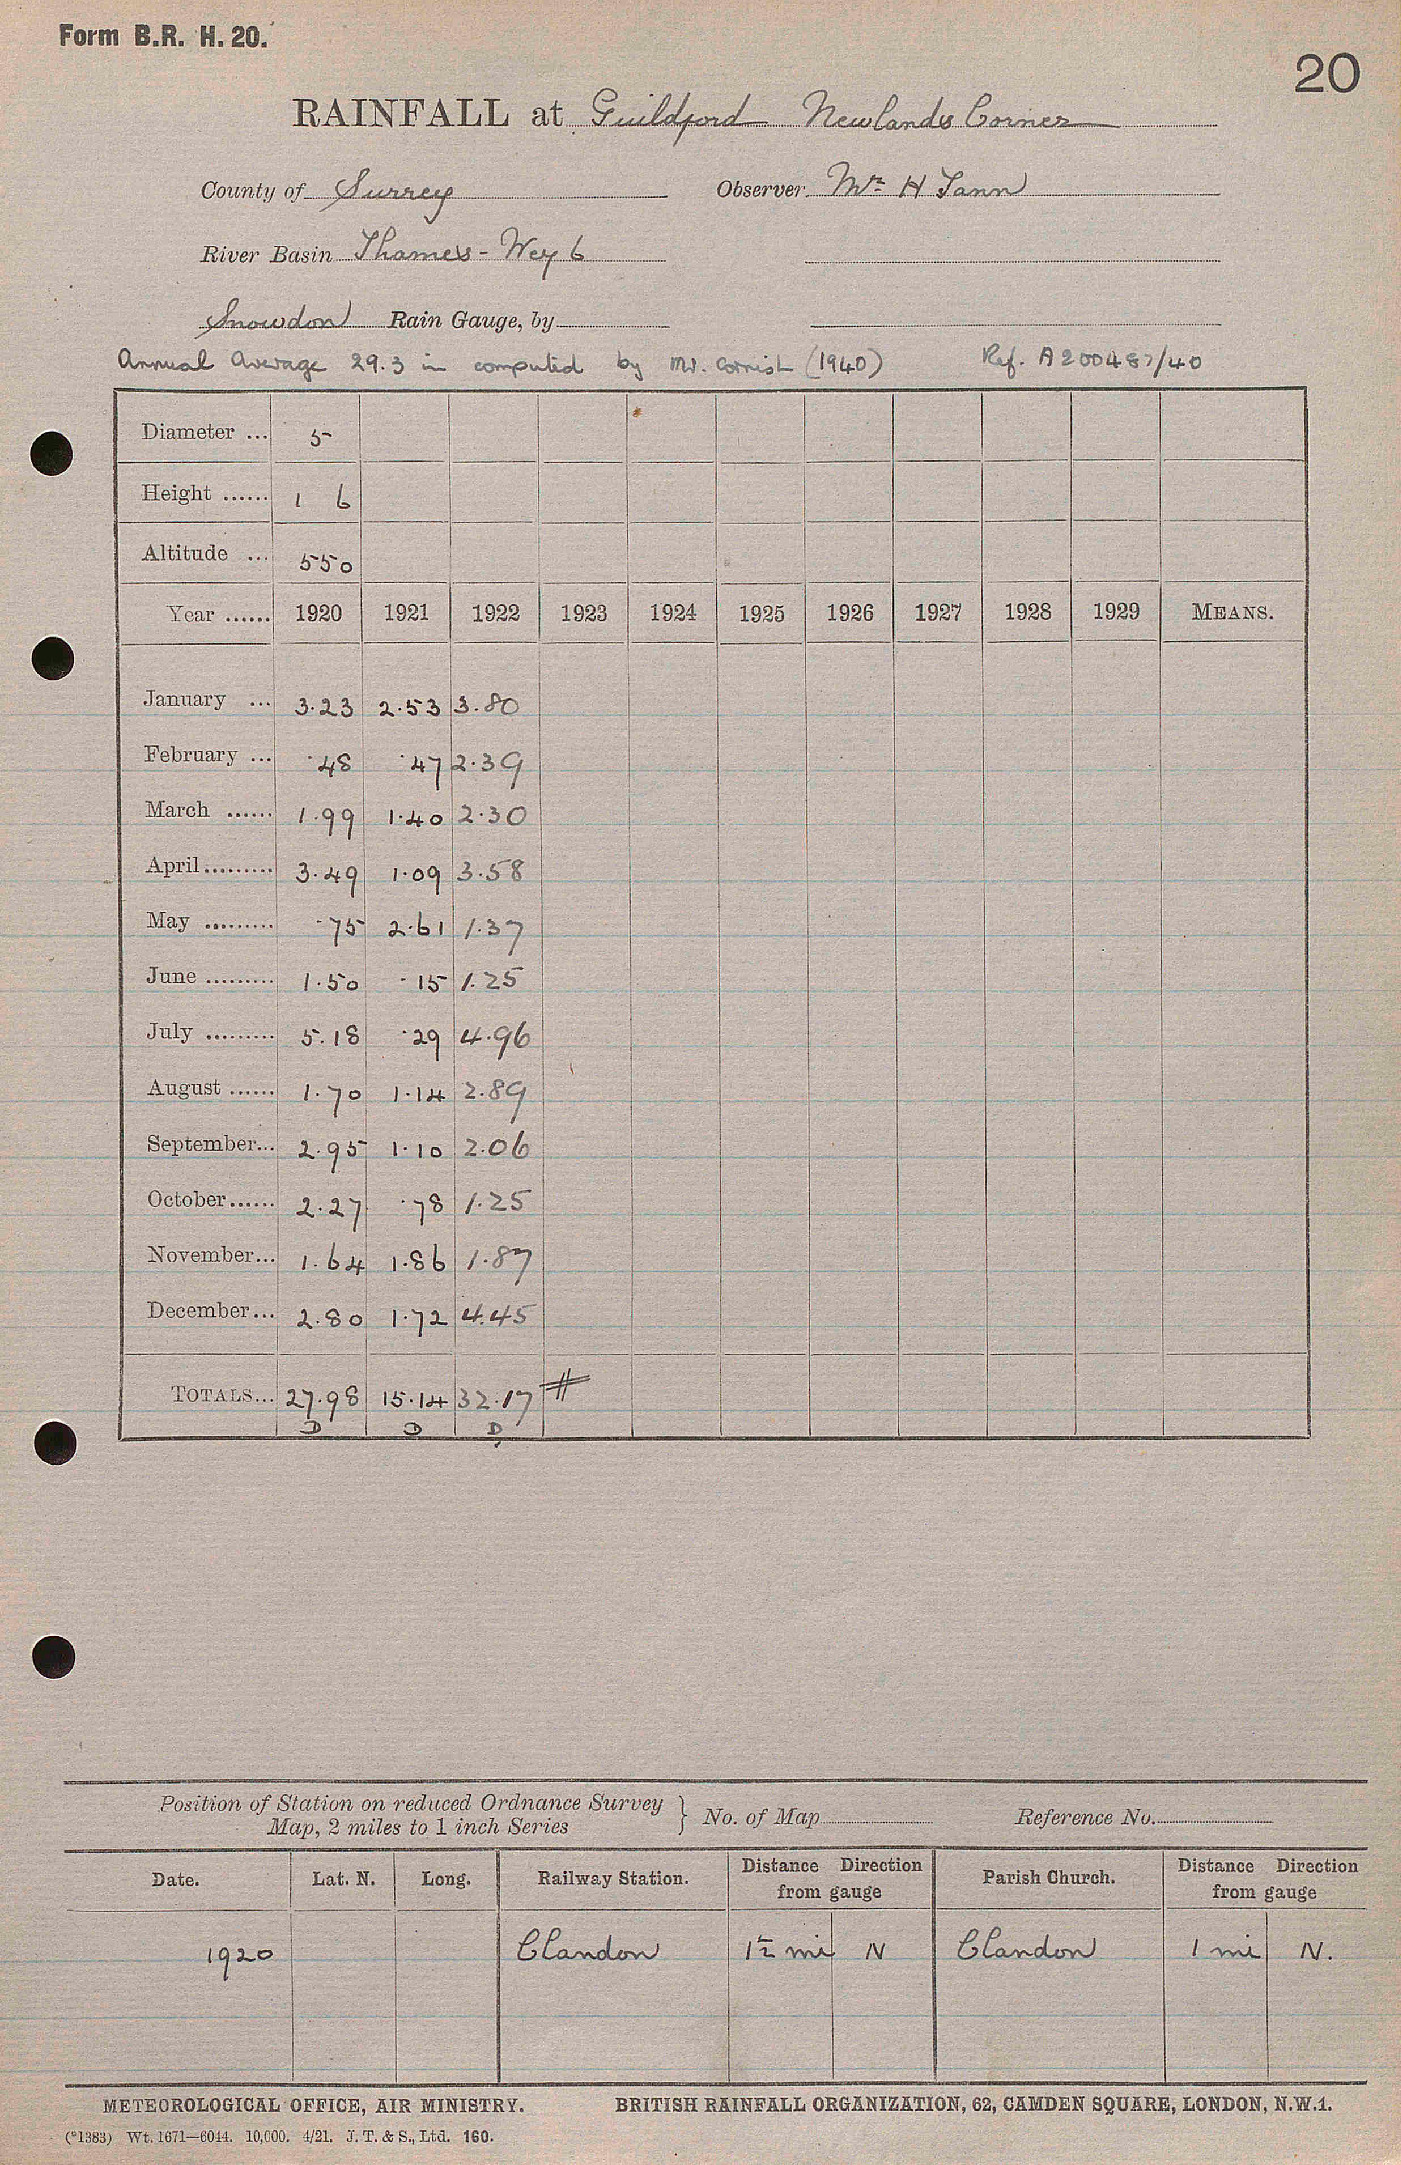 Form B.R. H. 20.
20
RAINFALL at Guildford Newlands Corner
County of Surrey Observer Mr H Tann
River Basin Thames - Wey 6
Snowdon Rain Gauge, by
Annual Average 29.3 in computed by Mr. Cornish (1940) Ref. A200487/40
Diameter ... 5
Height ...... 1 6
Altitude ... 550
Year ...... 1920 1921 1922 1923 1924 1925 1926 1927 1928 1929 MEANS.
January ... 3.23 2.53 3.80
February ... .48 .47 2.39
March ...... 1.99 1.40 2.30
April ......... 3.49 1.09 3.58
May ......... .75 2.61 1.37
June ......... 1.50 .15 1.25
July ......... 5.18 .29 4.96
August ...... 1.70 1.14 2.89
September... 2.95 1.10 2.06
October...... 2.27 .78 1.25
November... 1.64 1.86 1.87
December... 2.80 1.72 4.45
TOTALS... 27.98 15.14 32.17 #
D D D
Position of Station on reduced Ordnance Survey
Map, 2 miles to 1 inch Series } No. of Map Reference No.
Date. Lat. N. Long. Railway Station. Distance Direction from gauge Parish Church. Distance Direction from gauge
1920 Clandon 1½ mi N Clandon 1 mi N.
METEOROLOGICAL OFFICE, AIR MINISTRY. BRITISH RAINFALL ORGANIZATION, 62, CAMDEN SQUARE, LONDON, N.W.1.
(*1383) Wt. 1671—6044. 10,000. 4/21. J. T. & S., Ltd. 160.